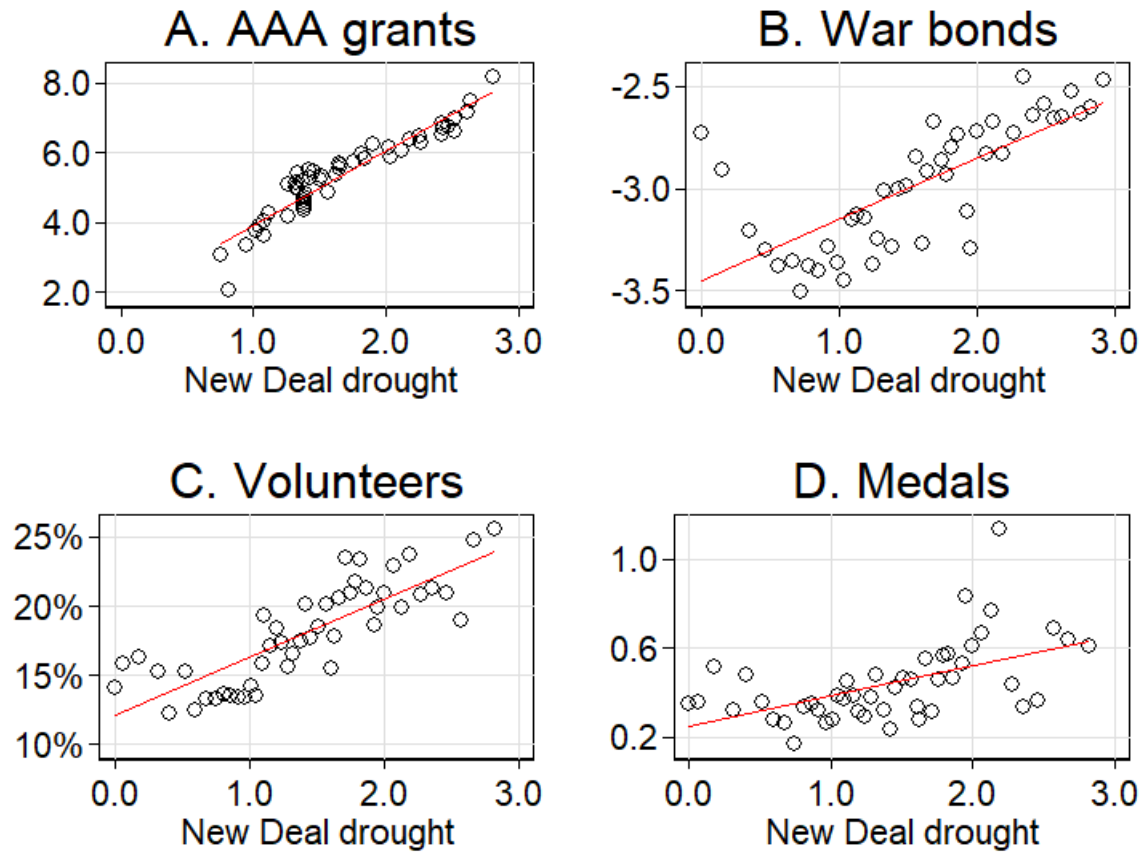 A. AAA grants
8.0
6.0
4.0
2.0
0.0 1.0 2.0 3.0
New Deal drought
B. War bonds
-2.5
-3.0
-3.5
0.0 1.0 2.0 3.0
New Deal drought
C. Volunteers
25%
20%
15%
10%
0.0 1.0 2.0 3.0
New Deal drought
D. Medals
1.0
0.6
0.2
0.0 1.0 2.0 3.0
New Deal drought